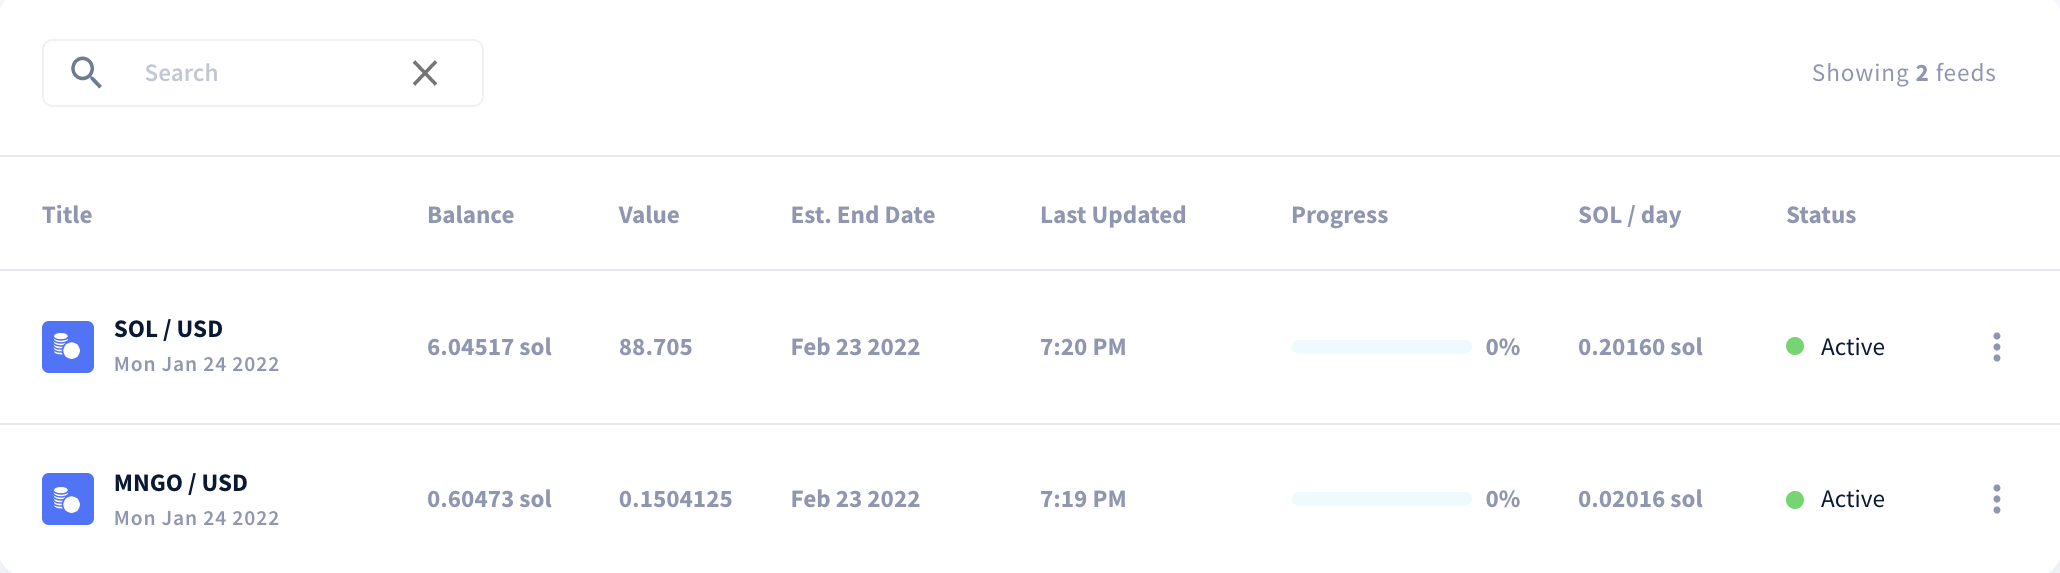 Search
Showing 2 feeds
Title Balance Value Est. End Date Last Updated Progress SOL / day Status
SOL / USD
Mon Jan 24 2022
6.04517 sol 88.705 Feb 23 2022 7:20 PM 0% 0.20160 sol Active
MNGO / USD
Mon Jan 24 2022
0.60473 sol 0.1504125 Feb 23 2022 7:19 PM 0% 0.02016 sol Active